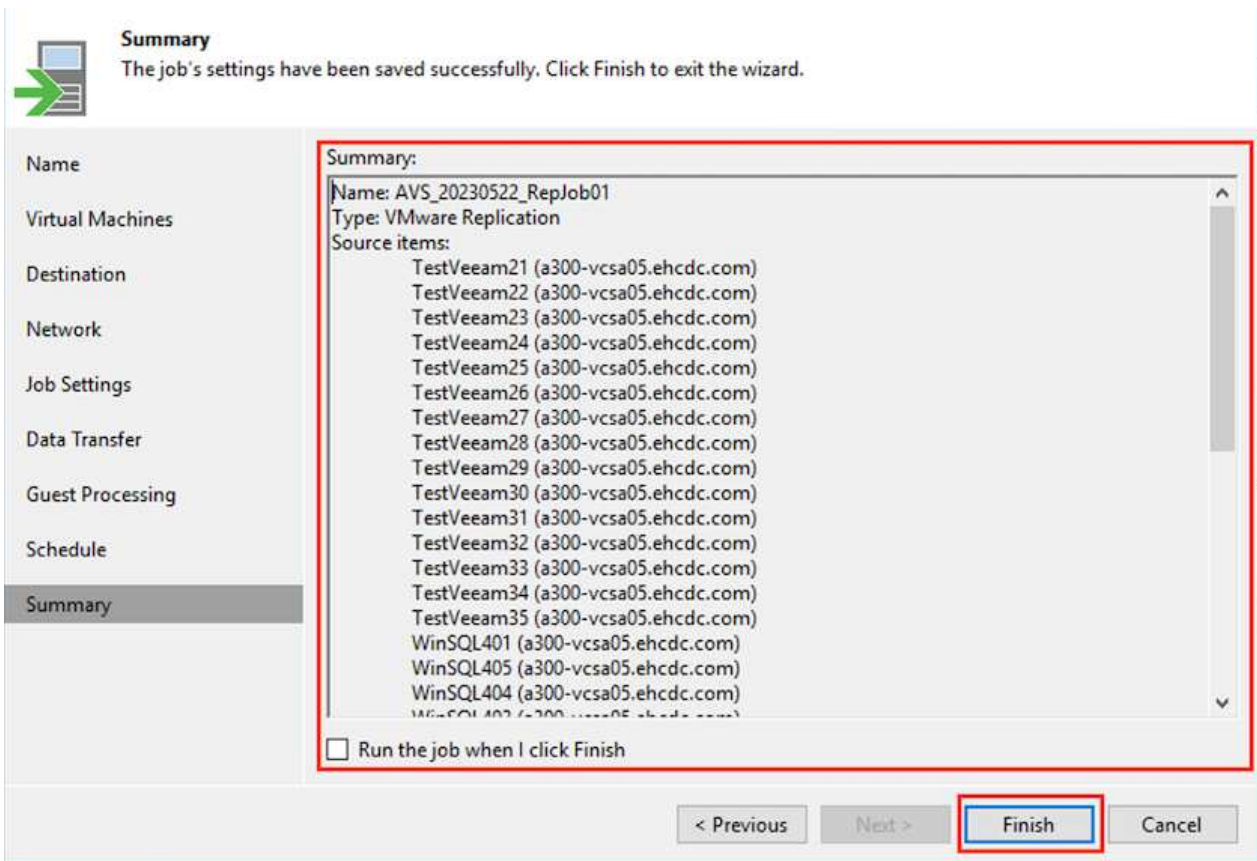 Summary
The job's settings have been saved successfully. Click Finish to exit the wizard.
Name
Virtual Machines
Destination
Network
Job Settings
Data Transfer
Guest Processing
Schedule
Summary
Summary:
Name: AVS_20230522_RepJob01
Type: VMware Replication
Source items:
TestVeeam21 (a300-vcsa05.ehcdc.com)
TestVeeam22 (a300-vcsa05.ehcdc.com)
TestVeeam23 (a300-vcsa05.ehcdc.com)
TestVeeam24 (a300-vcsa05.ehcdc.com)
TestVeeam25 (a300-vcsa05.ehcdc.com)
TestVeeam26 (a300-vcsa05.ehcdc.com)
TestVeeam27 (a300-vcsa05.ehcdc.com)
TestVeeam28 (a300-vcsa05.ehcdc.com)
TestVeeam29 (a300-vcsa05.ehcdc.com)
TestVeeam30 (a300-vcsa05.ehcdc.com)
TestVeeam31 (a300-vcsa05.ehcdc.com)
TestVeeam32 (a300-vcsa05.ehcdc.com)
TestVeeam33 (a300-vcsa05.ehcdc.com)
TestVeeam34 (a300-vcsa05.ehcdc.com)
TestVeeam35 (a300-vcsa05.ehcdc.com)
WinSQL401 (a300-vcsa05.ehcdc.com)
WinSQL405 (a300-vcsa05.ehcdc.com)
WinSQL404 (a300-vcsa05.ehcdc.com)
Run the job when I click Finish
< Previous
Next >
Finish
Cancel